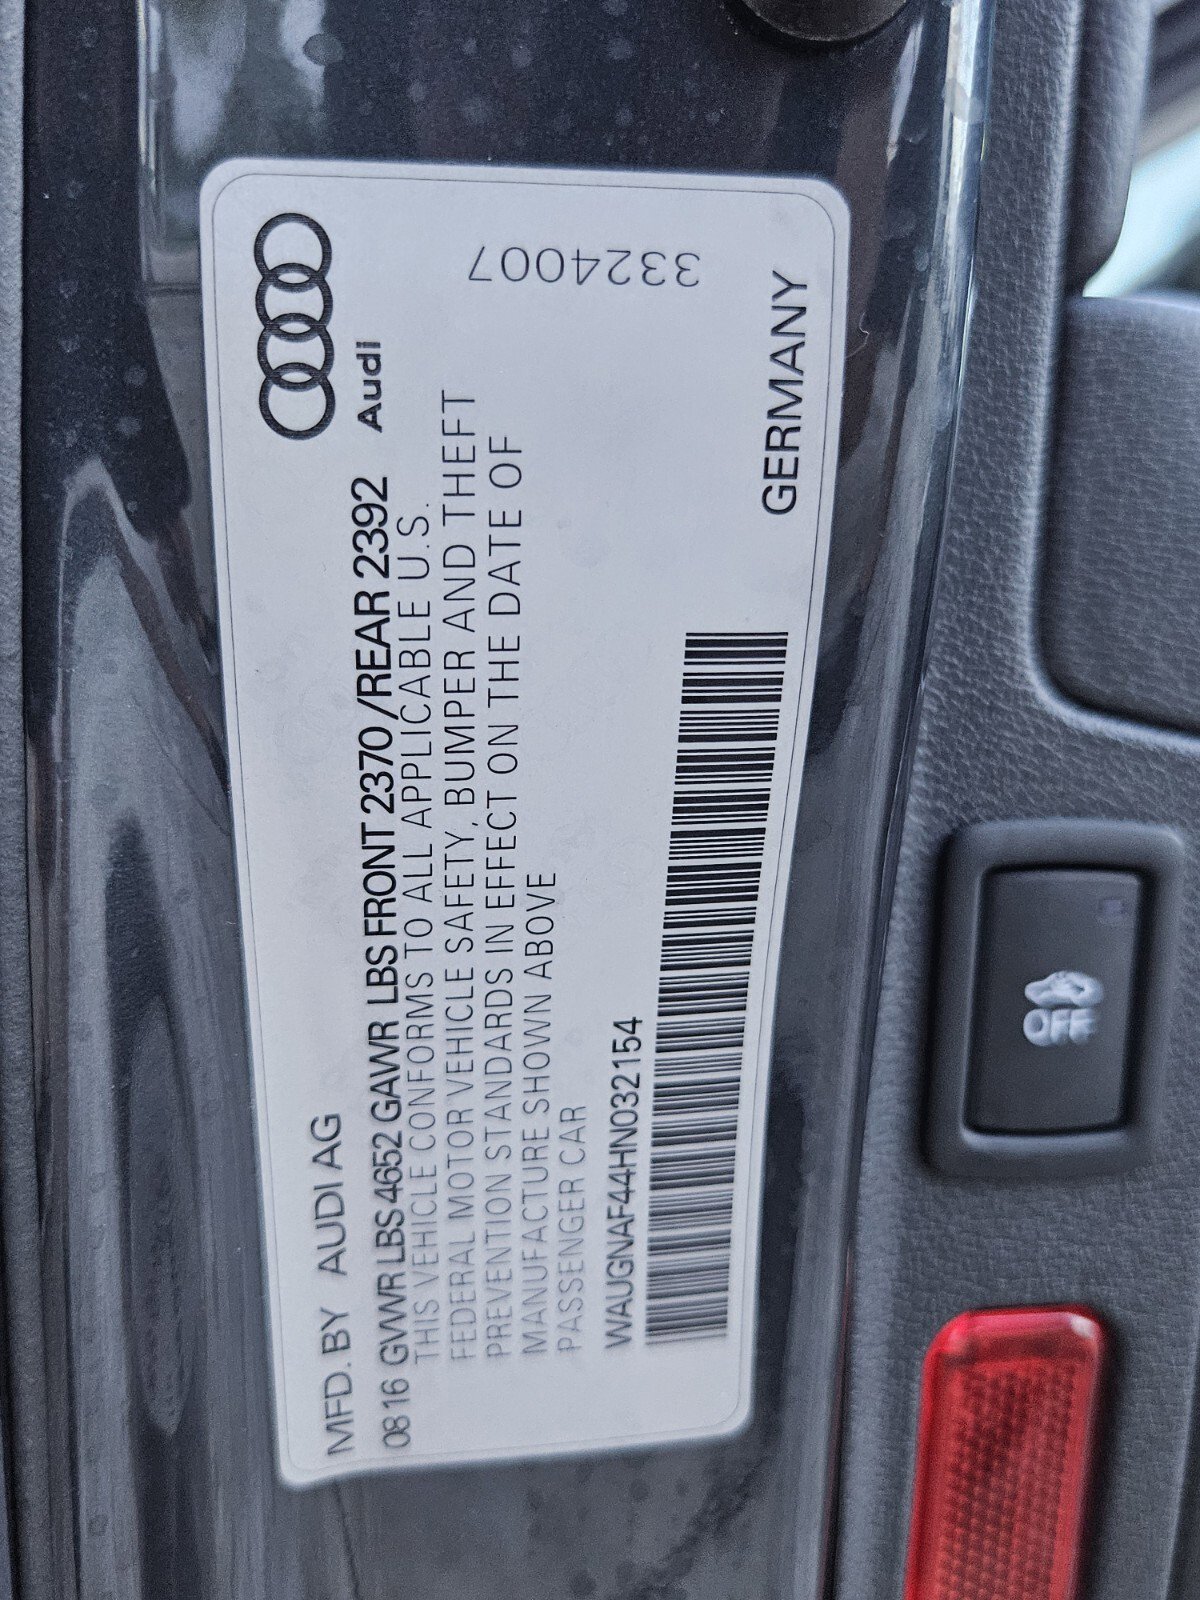 Audi
MFD. BY AUDI AG
0816 GVWR LBS 4652 GAWR LBS FRONT 2370/REAR 2392
THIS VEHICLE CONFORMS TO ALL APPLICABLE U.S.
FEDERAL MOTOR VEHICLE SAFETY, BUMPER AND THEFT
PREVENTION STANDARDS IN EFFECT ON THE DATE OF
MANUFACTURE SHOWN ABOVE
PASSENGER CAR
WAUGNAF44HN032154
GERMANY
3324007
OFF